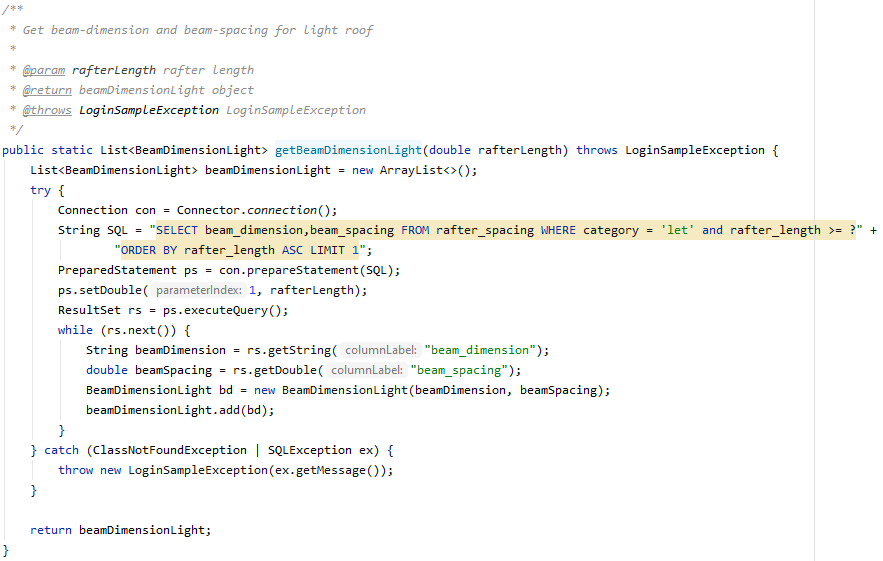 /**
 * Get beam-dimension and beam-spacing for light roof
 *
 * @param rafterLength rafter length
 * @return beamDimensionLight object
 * @throws LoginSampleException LoginSampleException
 */
public static List<BeamDimensionLight> getBeamDimensionLight(double rafterLength) throws LoginSampleException {
    List<BeamDimensionLight> beamDimensionLight = new ArrayList<>();
    try {
        Connection con = Connector.connection();
        String SQL = "SELECT beam_dimension,beam_spacing FROM rafter_spacing WHERE category = 'let' and rafter_length >= ?" +
                "ORDER BY rafter_length ASC LIMIT 1";
        PreparedStatement ps = con.prepareStatement(SQL);
        ps.setDouble( parameterIndex: 1, rafterLength);
        ResultSet rs = ps.executeQuery();
        while (rs.next()) {
            String beamDimension = rs.getString( columnLabel: "beam_dimension");
            double beamSpacing = rs.getDouble( columnLabel: "beam_spacing");
            BeamDimensionLight bd = new BeamDimensionLight(beamDimension, beamSpacing);
            beamDimensionLight.add(bd);
        }
    } catch (ClassNotFoundException | SQLException ex) {
        throw new LoginSampleException(ex.getMessage());
    }

    return beamDimensionLight;
}